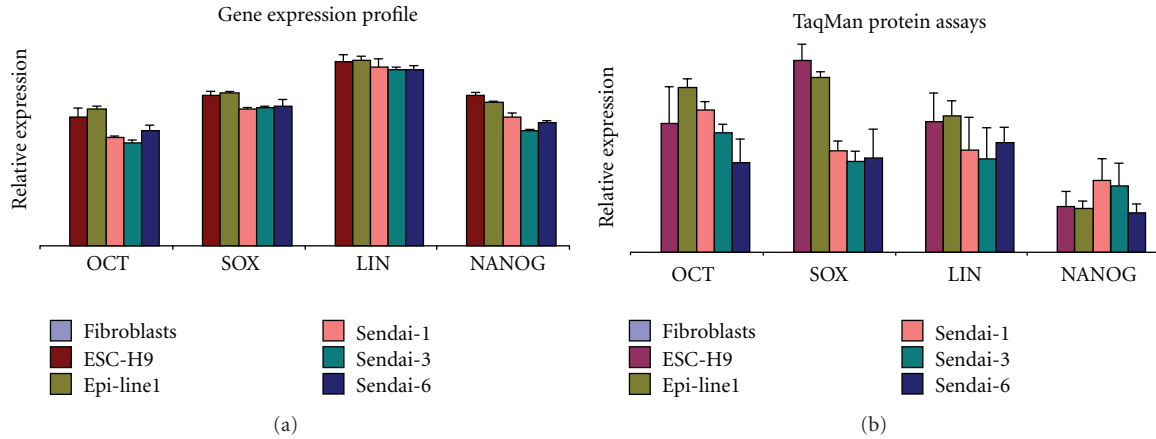 Gene expression profile
Relative expression
OCT SOX LIN NANOG
Fibroblasts
ESC-H9
Epi-line1
Sendai-1
Sendai-3
Sendai-6
(a)
TaqMan protein assays
Relative expression
OCT SOX LIN NANOG
Fibroblasts
ESC-H9
Epi-line1
Sendai-1
Sendai-3
Sendai-6
(b)